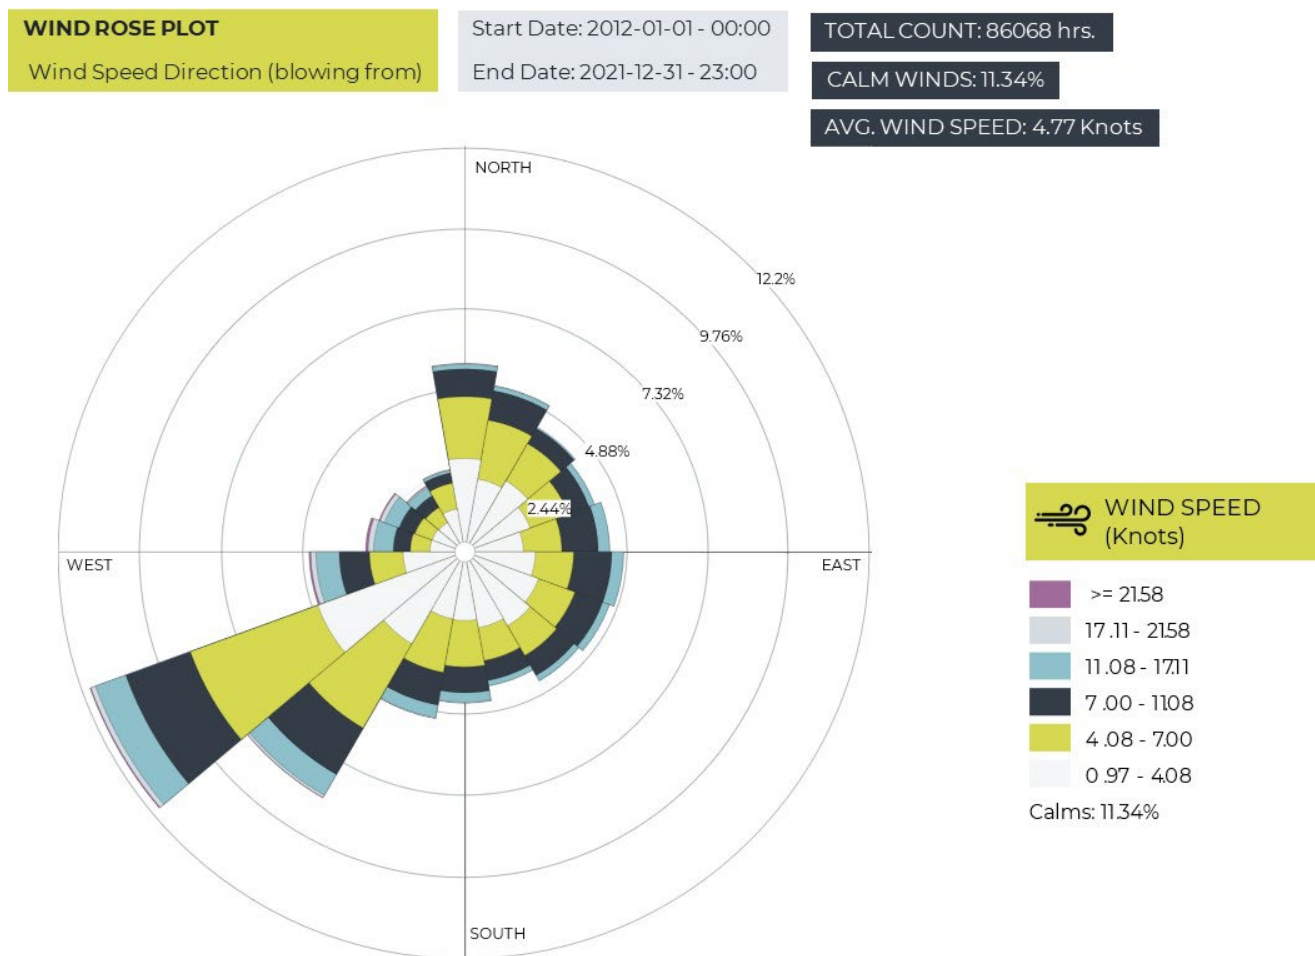 WIND ROSE PLOT
Wind Speed Direction (blowing from)
Start Date: 2012-01-01 - 00:00
End Date: 2021-12-31 - 23:00
TOTAL COUNT: 86068 hrs.
CALM WINDS: 11.34%
AVG. WIND SPEED: 4.77 Knots
NORTH
12.2%
9.76%
7.32%
4.88%
2.44%
WEST
EAST
SOUTH
WIND SPEED
(Knots)
>= 21.58
17.11 - 21.58
11.08 - 17.11
7.00 - 11.08
4.08 - 7.00
0.97 - 4.08
Calms: 11.34%